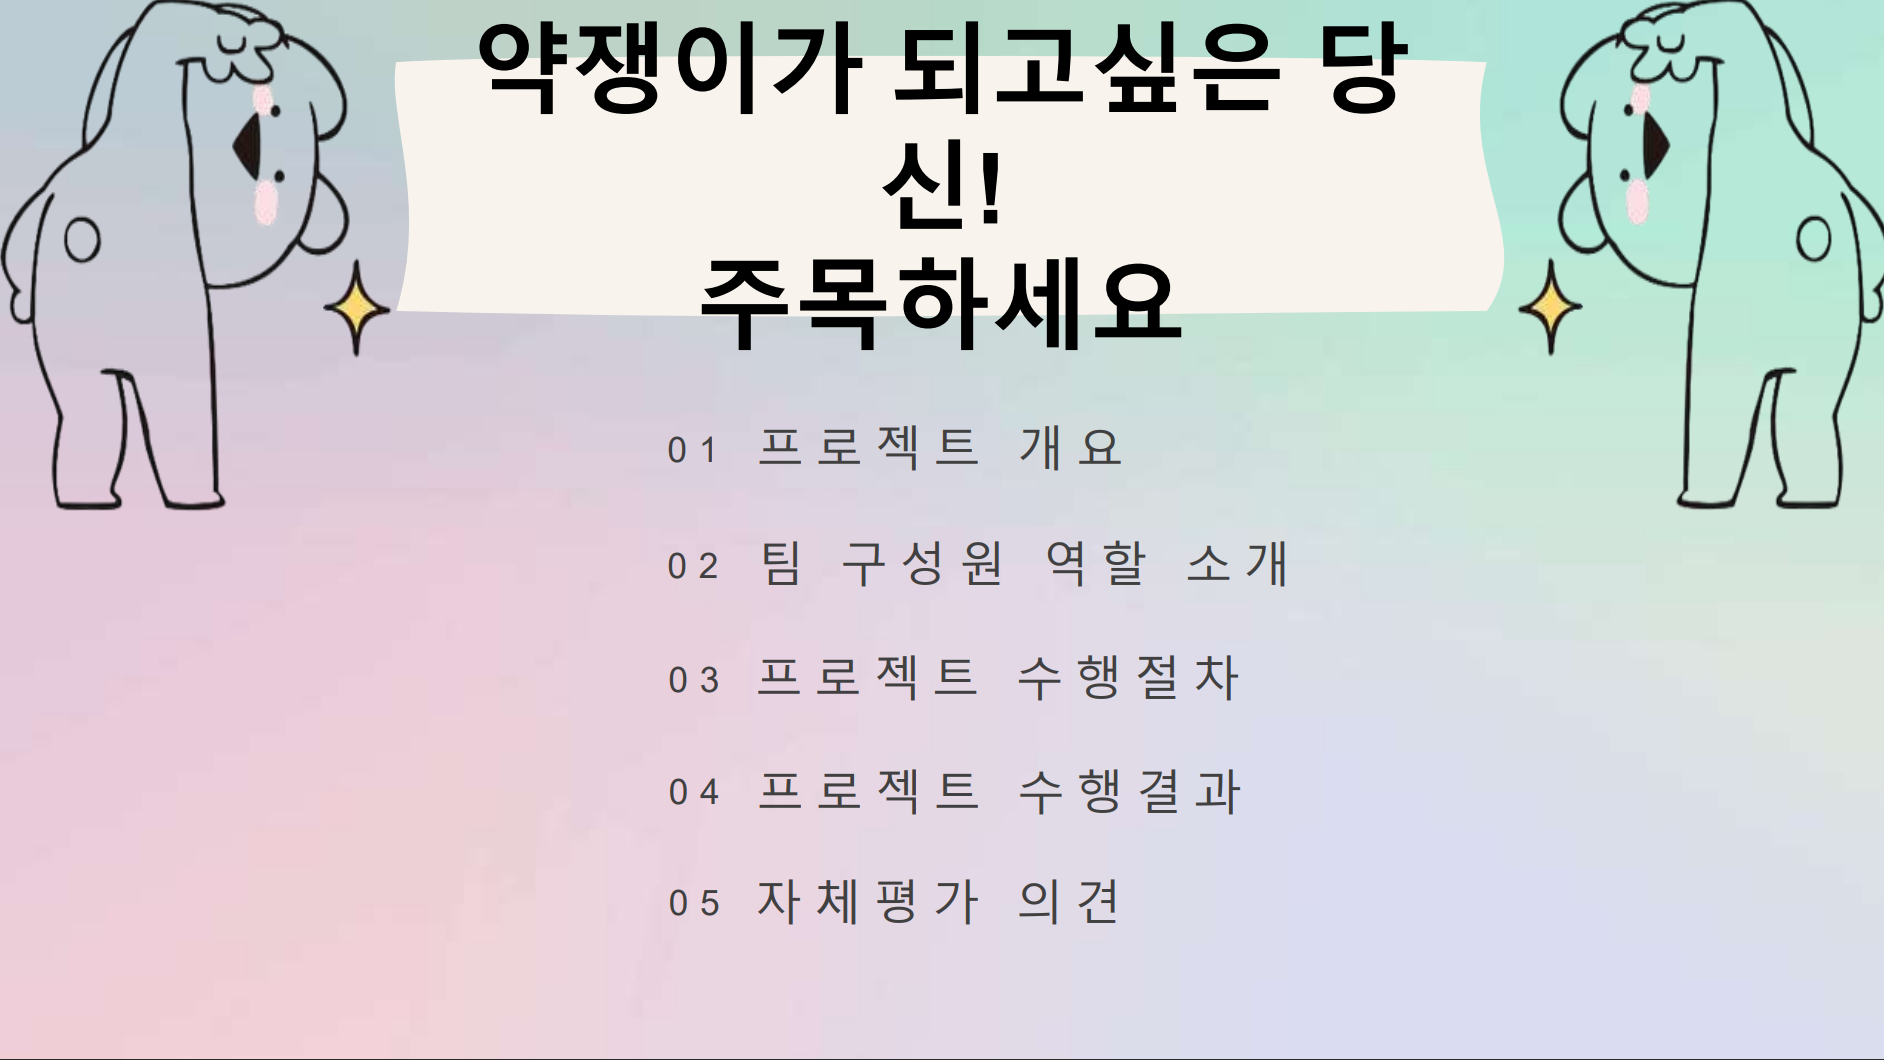 약쟁이가 되고싶은 당
신!
주목하세요
01 프로젝트 개요
02 팀 구성원 역할 소개
03 프로젝트 수행절차
04 프로젝트 수행결과
05 자체평가 의견